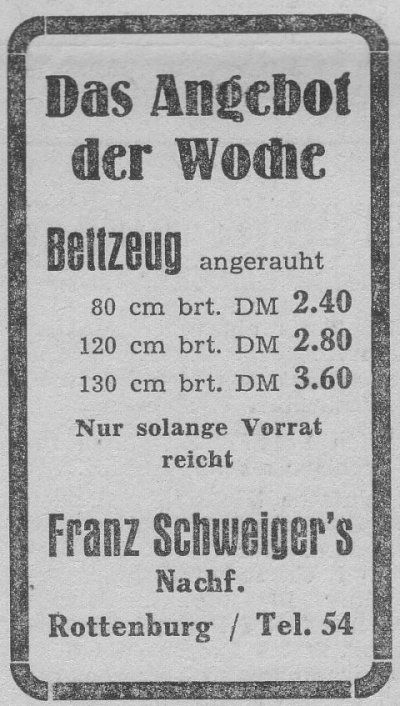 Das Angebot
der Woche
Bettzeug angerauht
80 cm brt. DM 2.40
120 cm brt. DM 2.80
130 cm brt. DM 3.60
Nur solange Vorrat
reicht
Franz Schweiger's
Nachf.
Rottenburg / Tel. 54